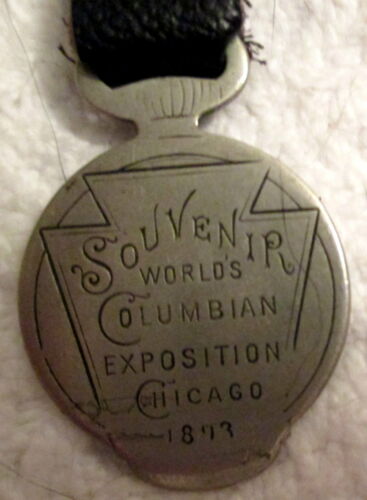 SOUVENIR
WORLD'S
COLUMBIAN
EXPOSITION
CHICAGO
1893